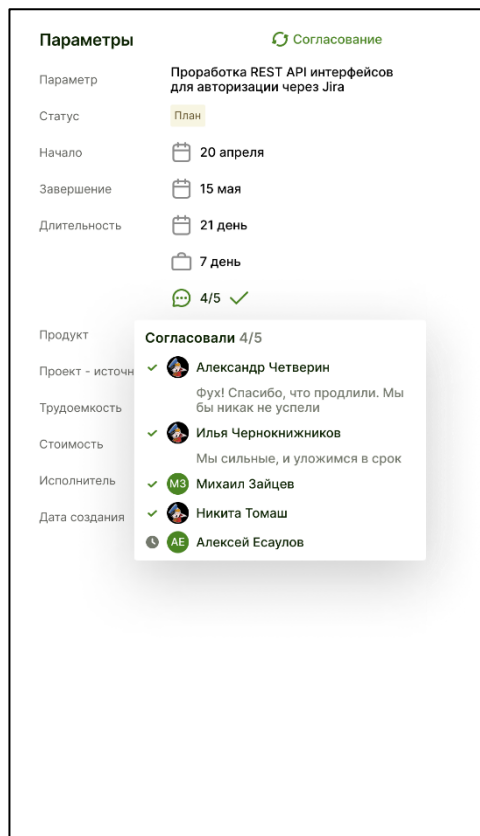 Параметры
Согласование
Параметр
Проработка REST API интерфейсов
для авторизации через Jira
Статус
План
Начало
20 апреля
Завершение
15 мая
Длительность
21 день
7 день
4/5
Продукт
Проект - источн
Трудоемкость
Стоимость
Исполнитель
Дата создания
Согласовали 4/5
Александр Четверин
Фух! Спасибо, что продлили. Мы
бы никак не успели
Илья Чернокнижников
Мы сильные, и уложимся в срок
МЗ Михаил Зайцев
Никита Томаш
АЕ Алексей Есаулов